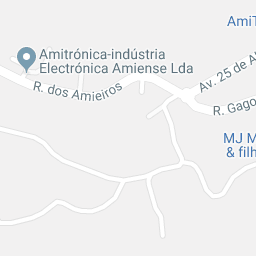 AmiT
Amitrónica-indústria
Electrónica Amiense Lda
Av. 25 de A
R. dos Amieiros
R. Gago
MJ M
& filh